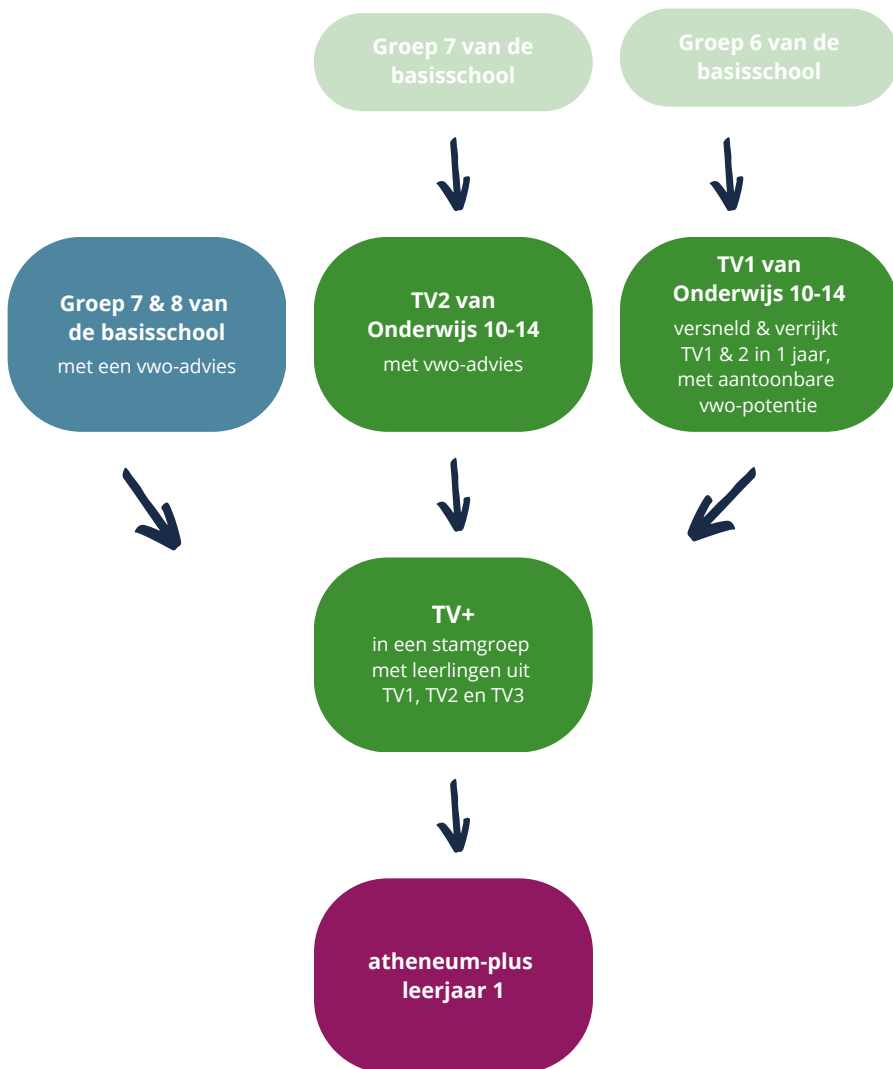 Groep 7 van de
basisschool
Groep 6 van de
basisschool
Groep 7 & 8 van
de basisschool
met een vwo-advies
TV2 van
Onderwijs 10-14
met vwo-advies
TV1 van
Onderwijs 10-14
versneld & verrijkt
TV1 & 2 in 1 jaar,
met aantoonbare
vwo-potentie
TV+
in een stamgroep
met leerlingen uit
TV1, TV2 en TV3
atheneum-plus
leerjaar 1